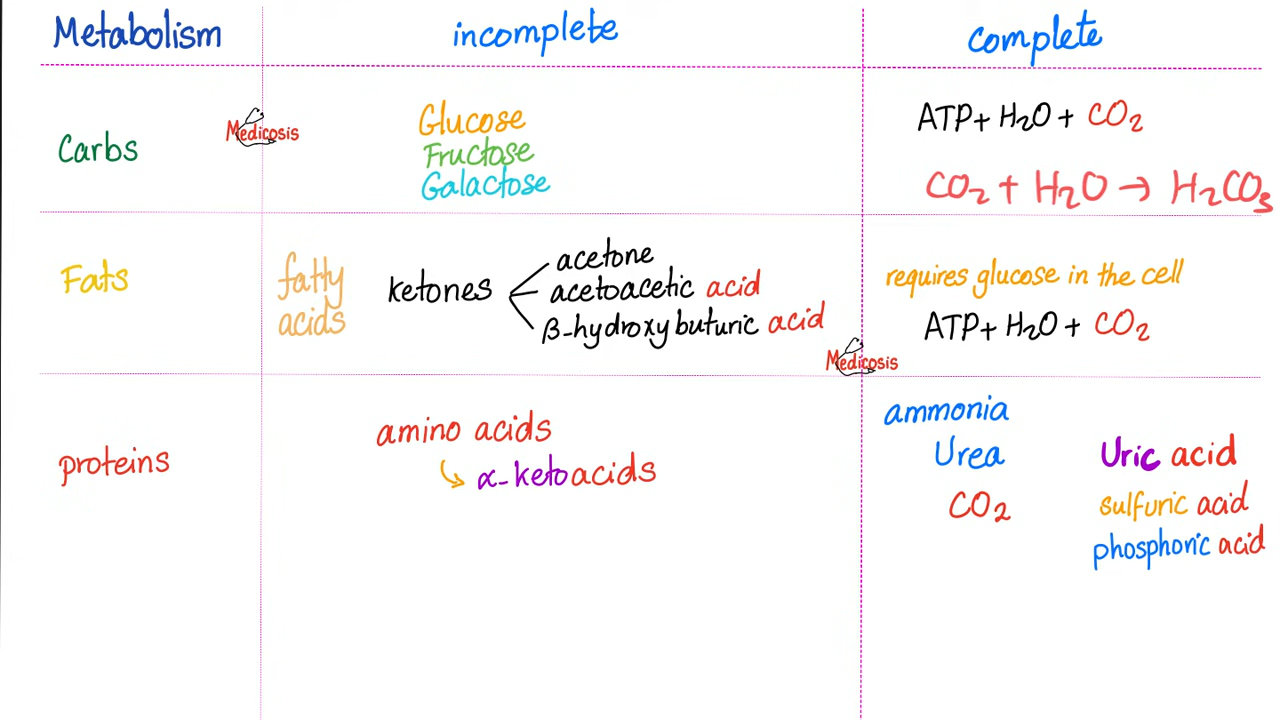 Metabolism incomplete complete
Carbs
Medicosis
Glucose
Fructose
Galactose
ATP + H₂O + CO₂
CO₂ + H₂O → H₂CO₃
Fats
fatty
acids
ketones
acetone
acetoacetic acid
β-hydroxybuturic acid
requires glucose in the cell
ATP + H₂O + CO₂
Medicosis
proteins
amino acids
α-ketoacids
ammonia
Urea
CO₂
Uric acid
sulfuric acid
phosphoric acid